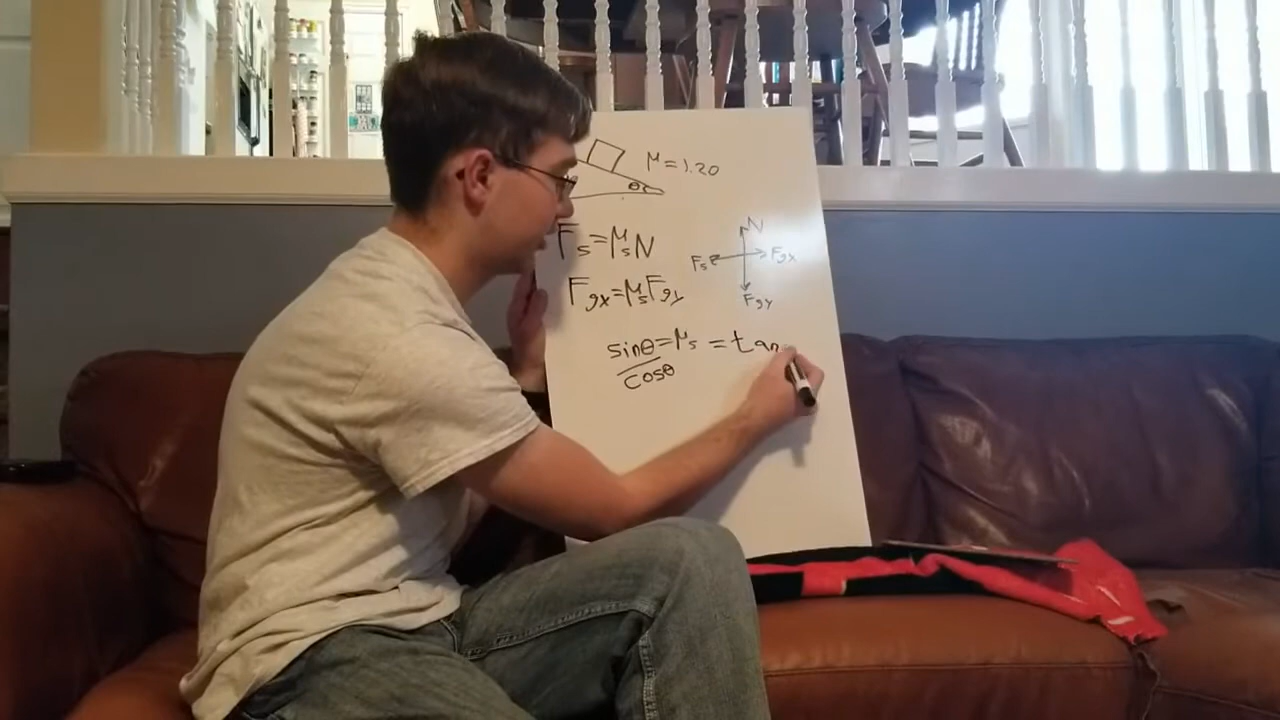 μ=1.20
θ
Fs=μsN
N
Fs
Fgx
Fgy
Fgx=μsFgy
sinθ/cosθ=μs=tan